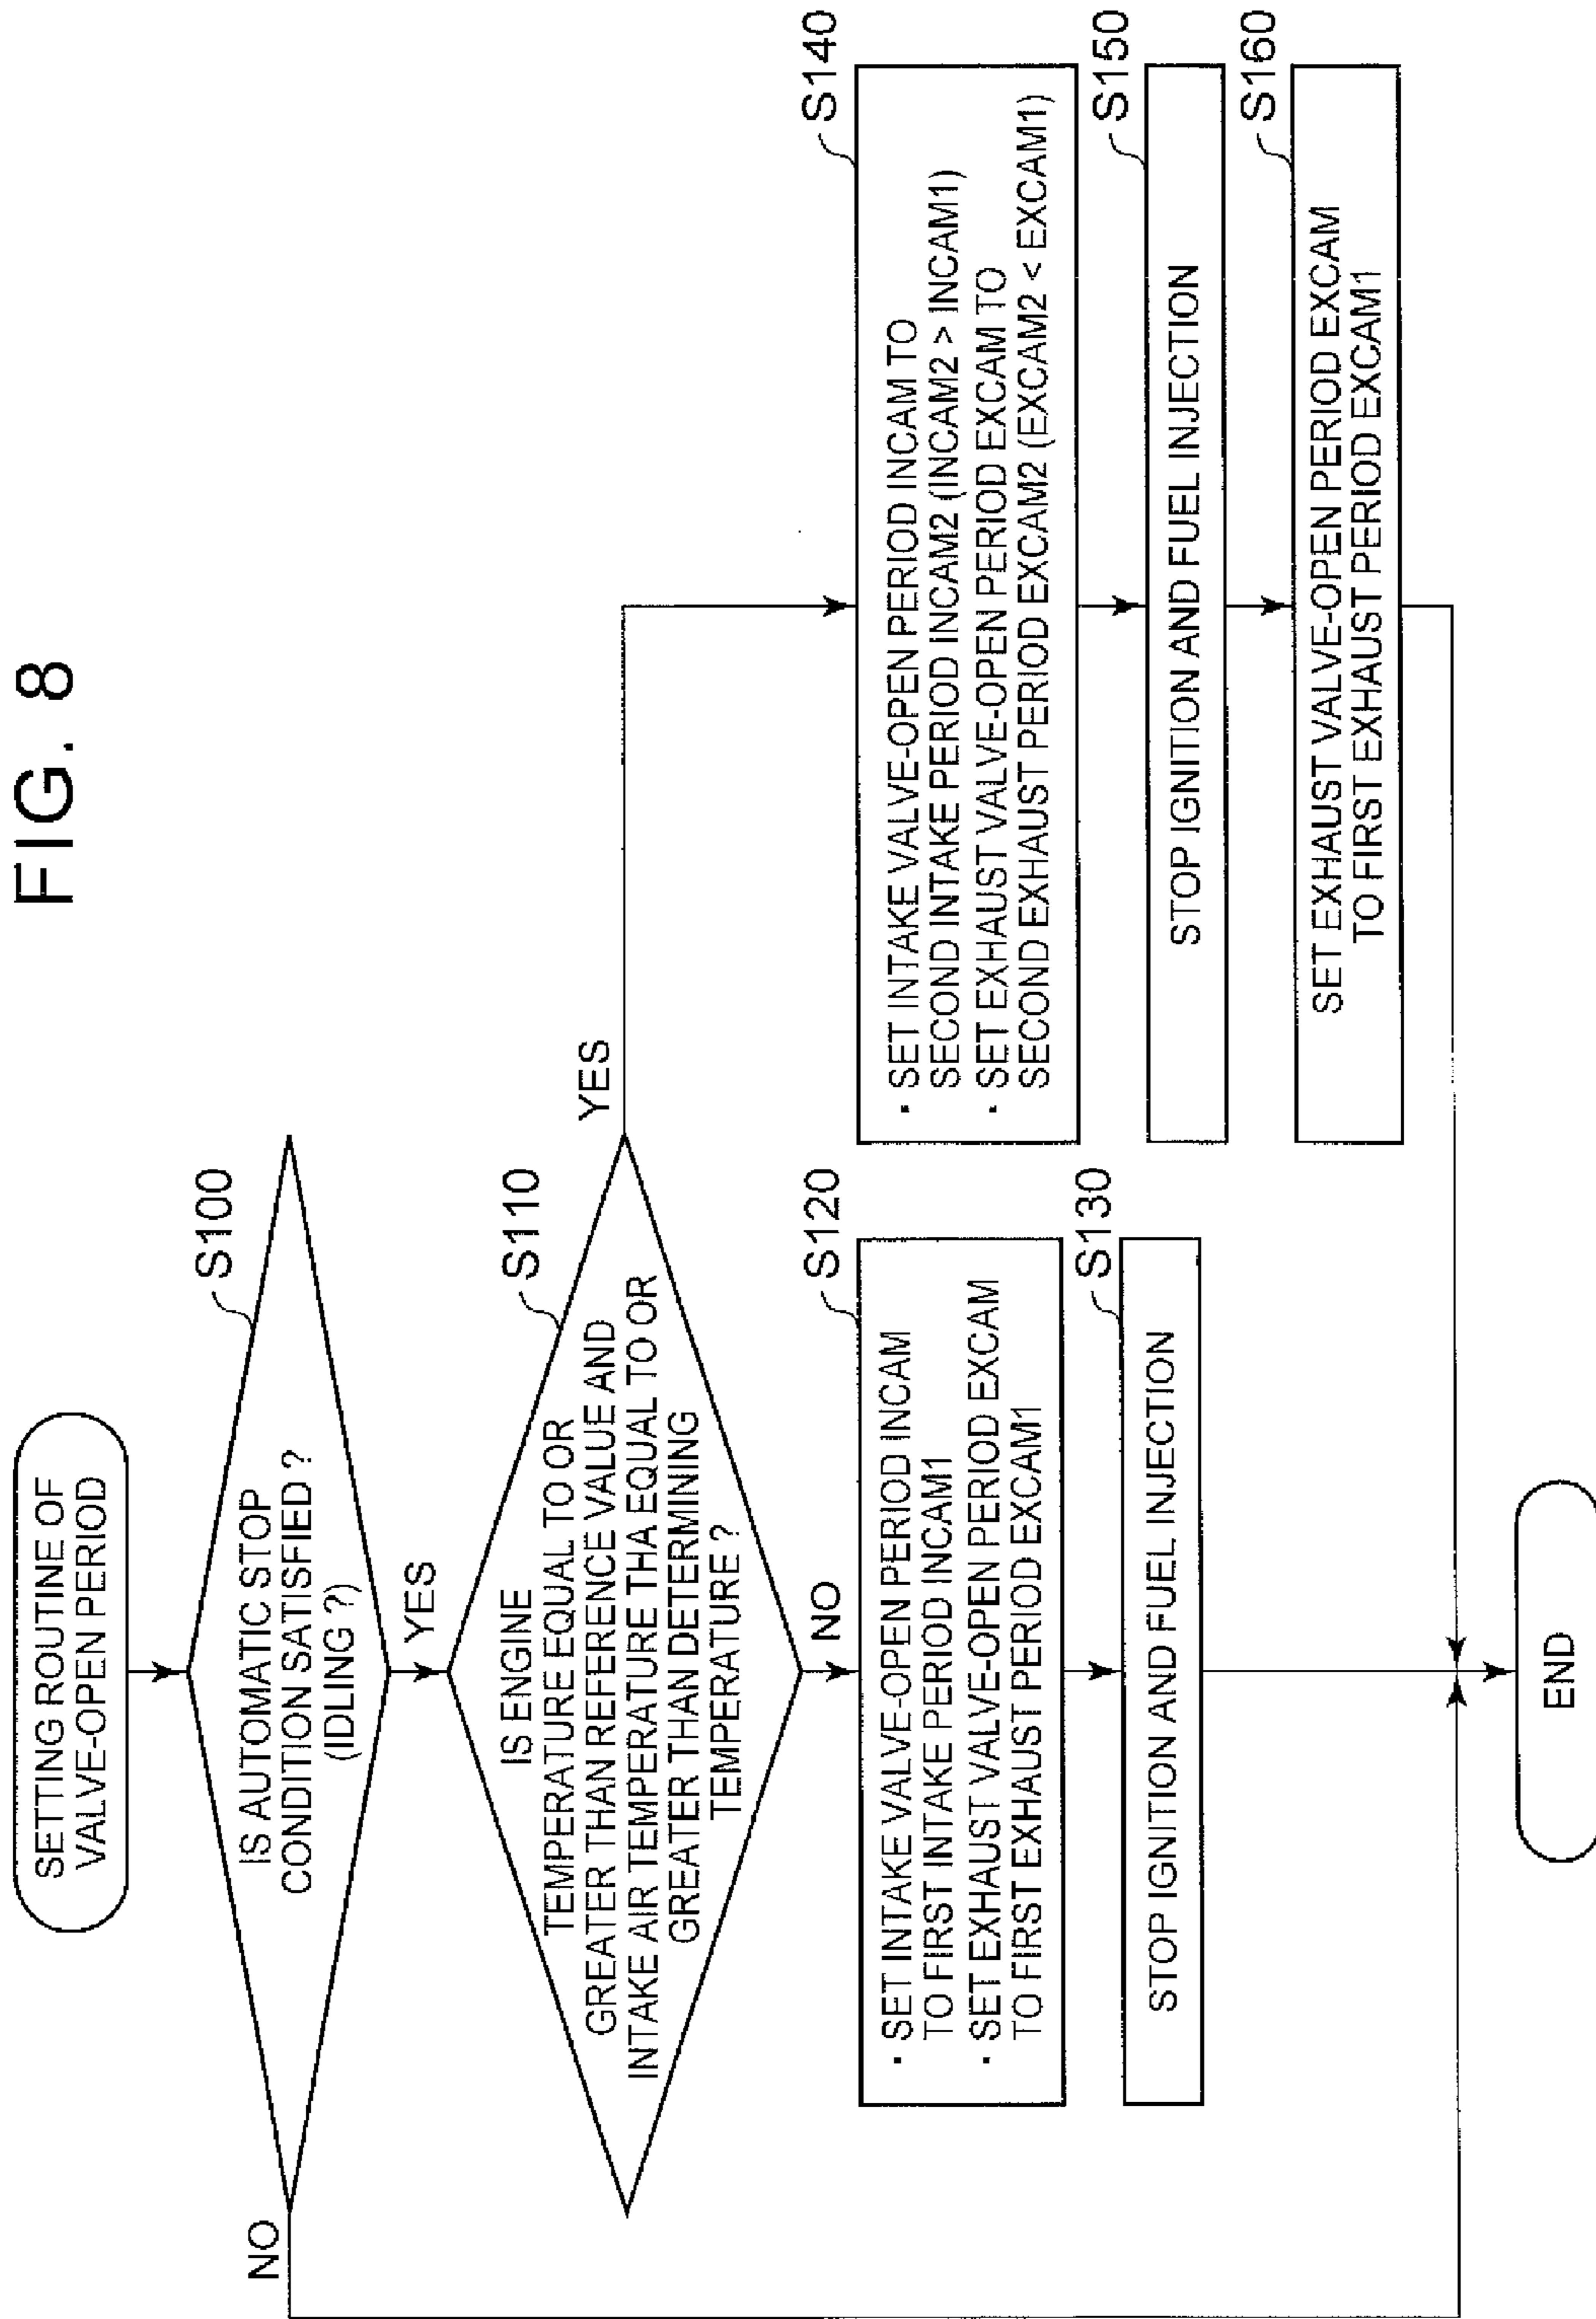 FIG. 8
SETTING ROUTINE OF
VALVE-OPEN PERIOD
S100
IS AUTOMATIC STOP
CONDITION SATISFIED ?
(IDLING ?)
NO
YES
S110
IS ENGINE
TEMPERATURE EQUAL TO OR
GREATER THAN REFERENCE VALUE AND
INTAKE AIR TEMPERATURE THA EQUAL TO OR
GREATER THAN DETERMINING
TEMPERATURE ?
YES
NO
S120
· SET INTAKE VALVE-OPEN PERIOD INCAM
TO FIRST INTAKE PERIOD INCAM1
· SET EXHAUST VALVE-OPEN PERIOD EXCAM
TO FIRST EXHAUST PERIOD EXCAM1
S130
STOP IGNITION AND FUEL INJECTION
S140
· SET INTAKE VALVE-OPEN PERIOD INCAM TO
SECOND INTAKE PERIOD INCAM2 (INCAM2 > INCAM1)
· SET EXHAUST VALVE-OPEN PERIOD EXCAM TO
SECOND EXHAUST PERIOD EXCAM2 (EXCAM2 < EXCAM1)
S150
STOP IGNITION AND FUEL INJECTION
S160
SET EXHAUST VALVE-OPEN PERIOD EXCAM
TO FIRST EXHAUST PERIOD EXCAM1
END